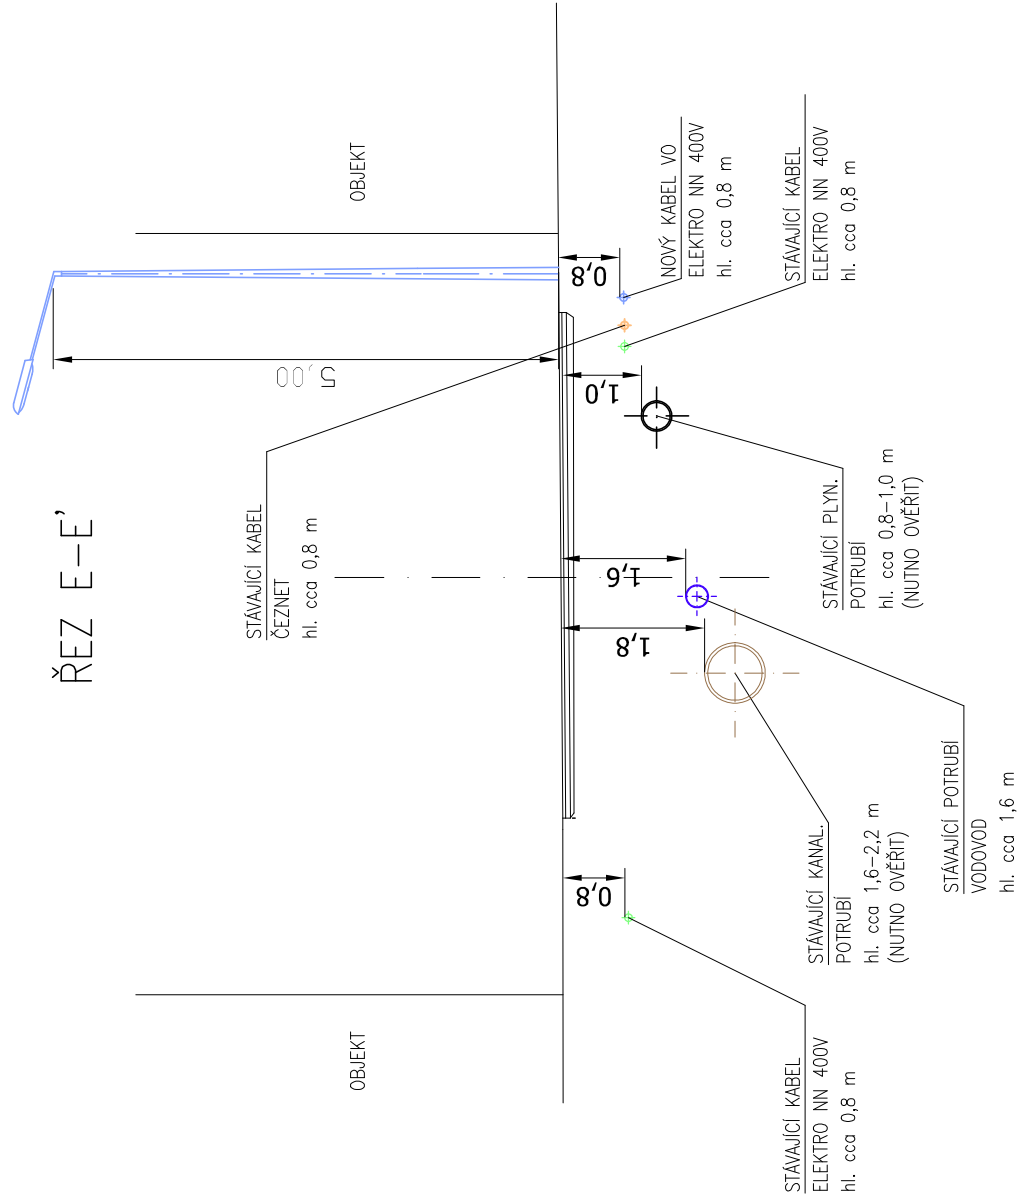 ŘEZ E-E'
OBJEKT
OBJEKT
5,00
STÁVAJÍCÍ KABEL
ČEZNET
hl. cca 0,8 m
0,8
1,8
1,6
1,0
0,8
STÁVAJÍCÍ KABEL
ELEKTRO NN 400V
hl. cca 0,8 m
STÁVAJÍCÍ KANAL.
POTRUBÍ
hl. cca 1,6-2,2 m
(NUTNO OVĚŘIT)
STÁVAJÍCÍ POTRUBÍ
VODOVOD
hl. cca 1,6 m
STÁVAJÍCÍ PLYN.
POTRUBÍ
hl. cca 0,8-1,0 m
(NUTNO OVĚŘIT)
NOVÝ KABEL VO
ELEKTRO NN 400V
hl. cca 0,8 m
STÁVAJÍCÍ KABEL
ELEKTRO NN 400V
hl. cca 0,8 m